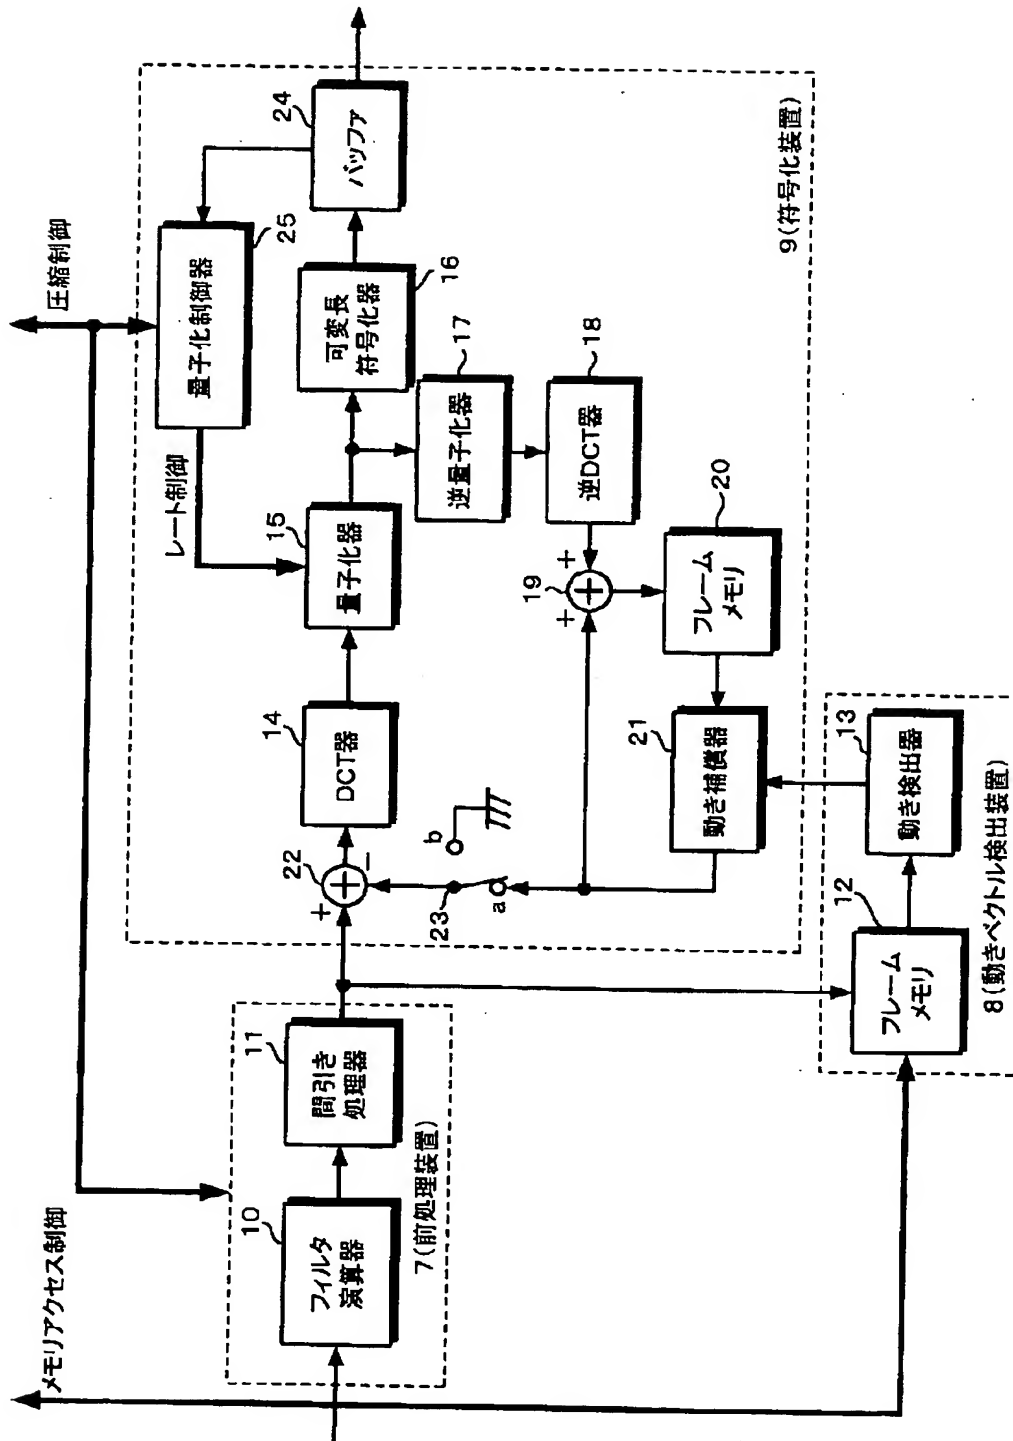 メモリアクセス制御
圧縮制御
10
フィルタ
演算器
11
間引き
処理器
7(前処理装置)
+
22
−
14
DCT器
レート制御
15
量子化器
量子化制御器
25
可変長
符号化器
16
24
バッファ
逆量子化器
17
逆DCT器
18
23
a
b
19
+
+
フレーム
メモリ
20
21
動き補償器
9(符号化装置)
12
フレーム
メモリ
13
動き検出器
8(動きベクトル検出装置)